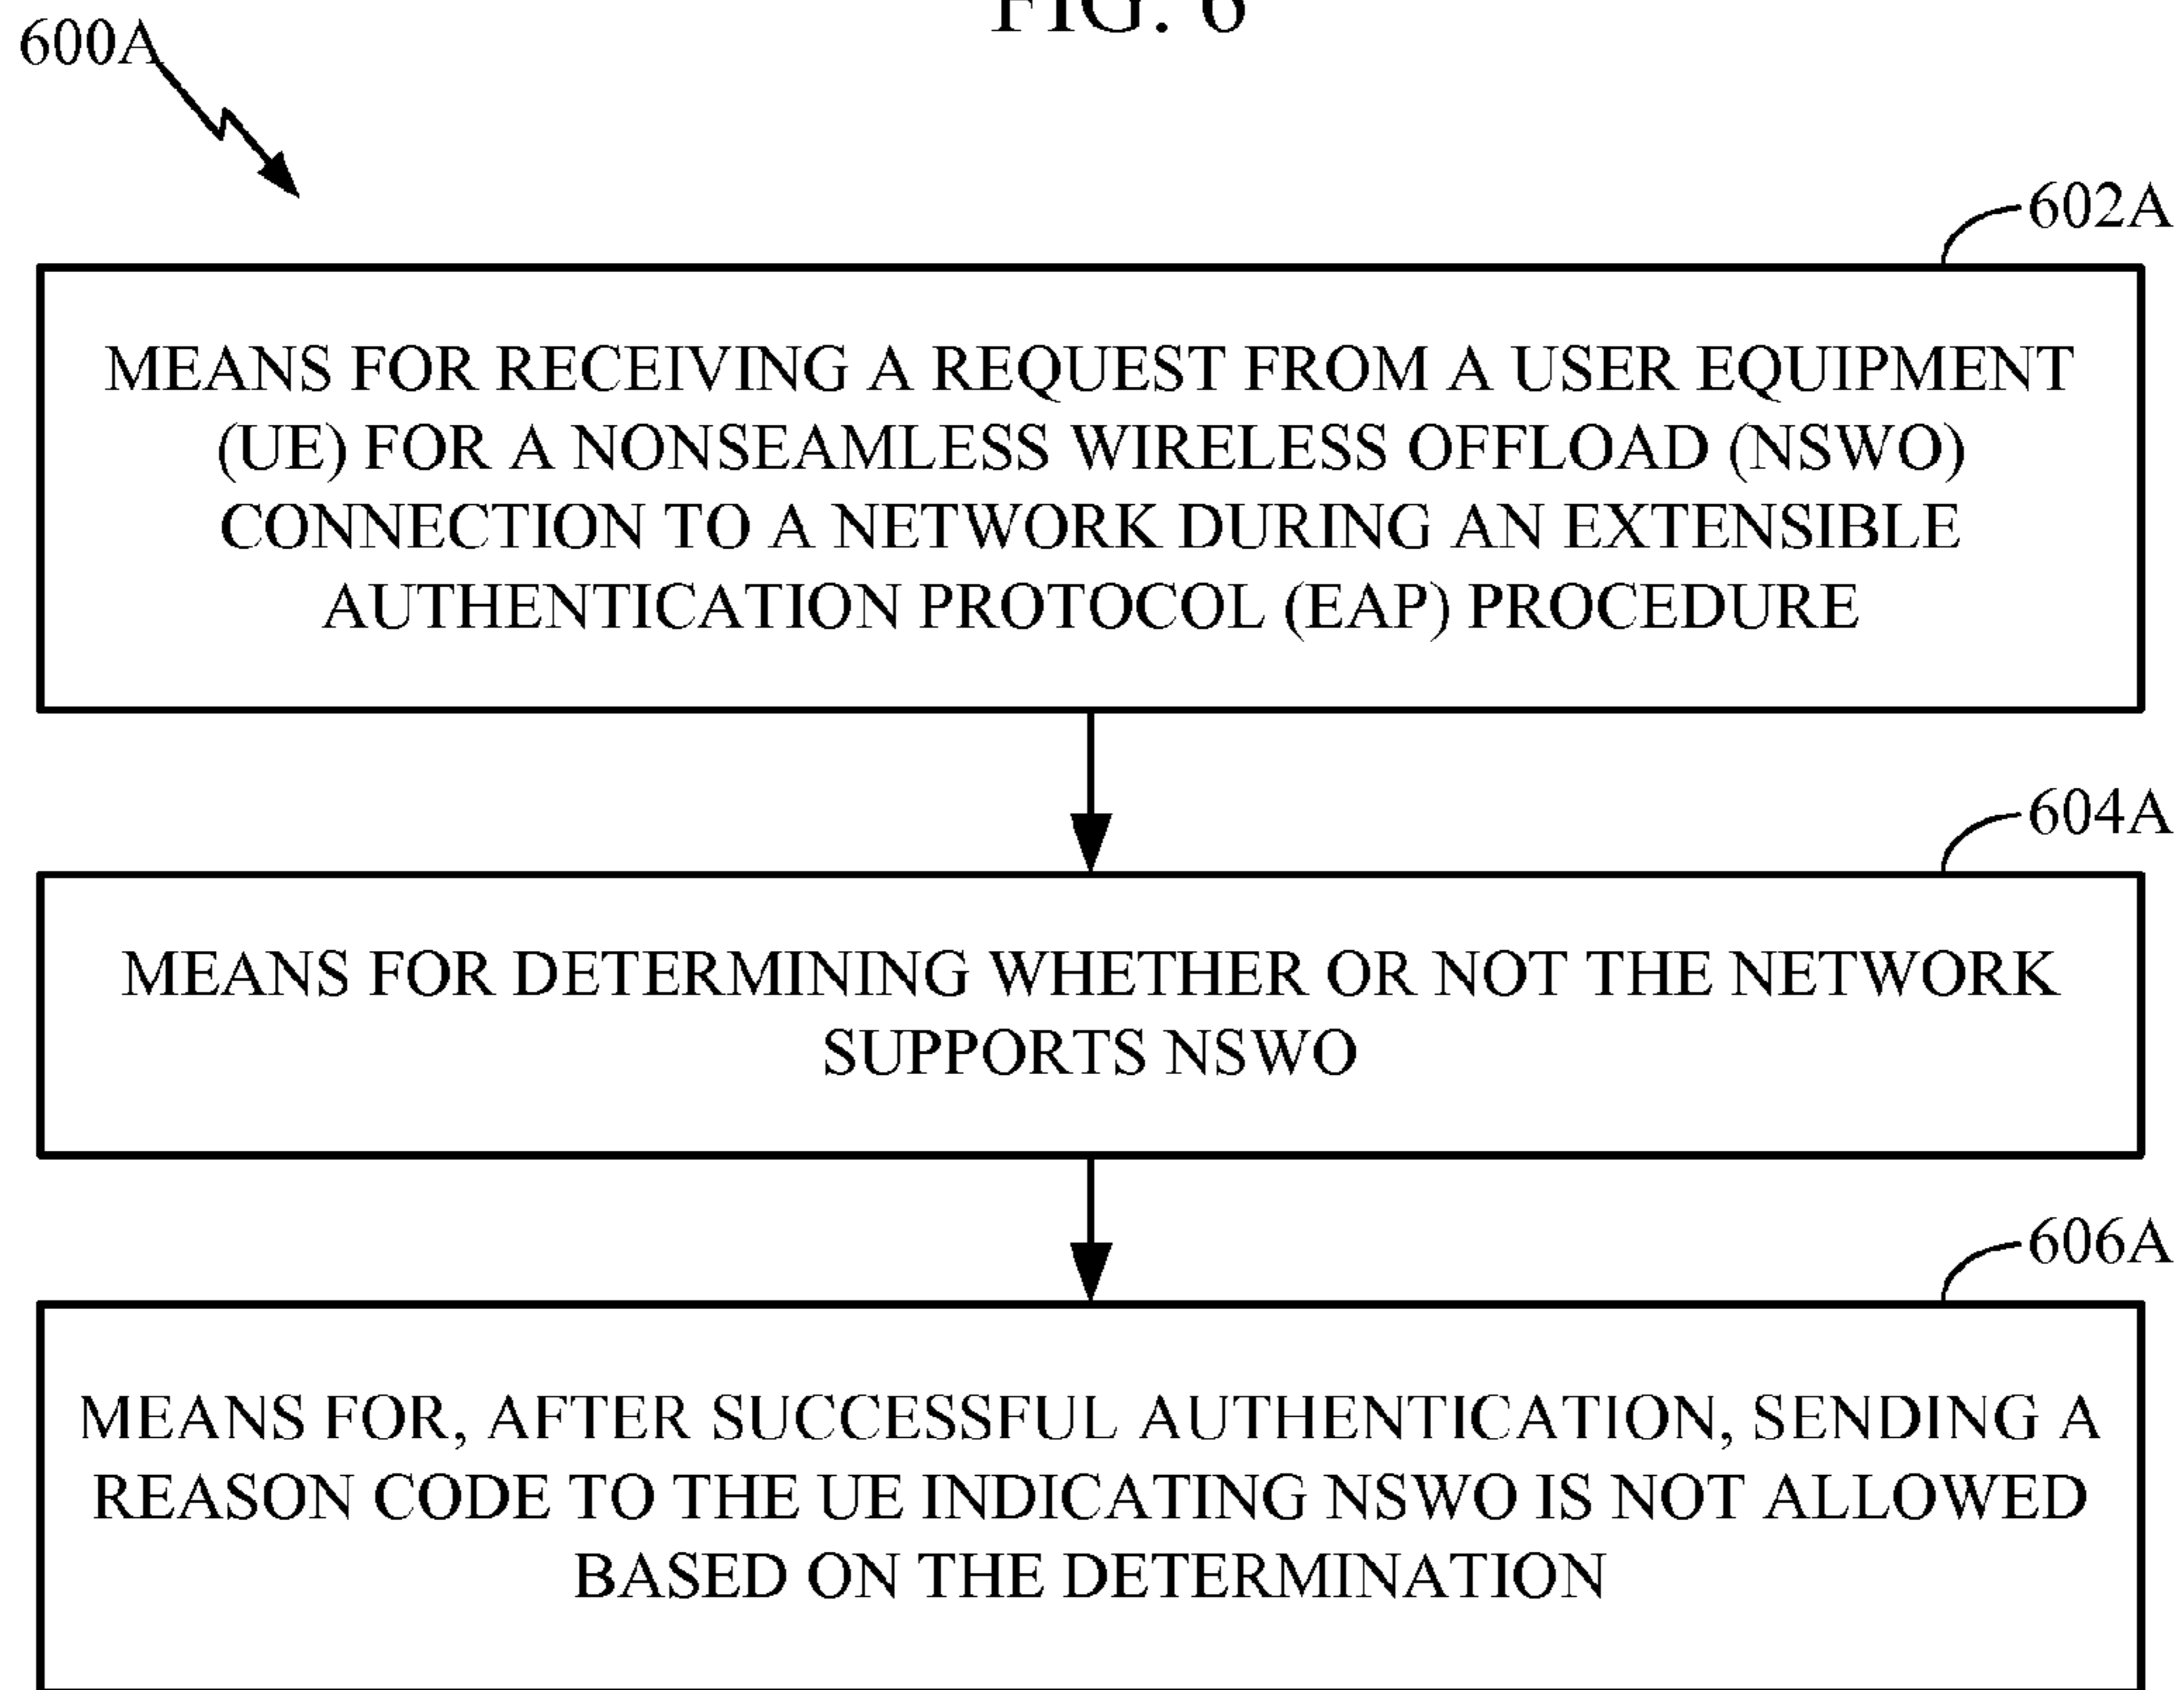 FIG. 6
600A
602A
MEANS FOR RECEIVING A REQUEST FROM A USER EQUIPMENT
(UE) FOR A NONSEAMLESS WIRELESS OFFLOAD (NSWO)
CONNECTION TO A NETWORK DURING AN EXTENSIBLE
AUTHENTICATION PROTOCOL (EAP) PROCEDURE
604A
MEANS FOR DETERMINING WHETHER OR NOT THE NETWORK
SUPPORTS NSWO
606A
MEANS FOR, AFTER SUCCESSFUL AUTHENTICATION, SENDING A
REASON CODE TO THE UE INDICATING NSWO IS NOT ALLOWED
BASED ON THE DETERMINATION